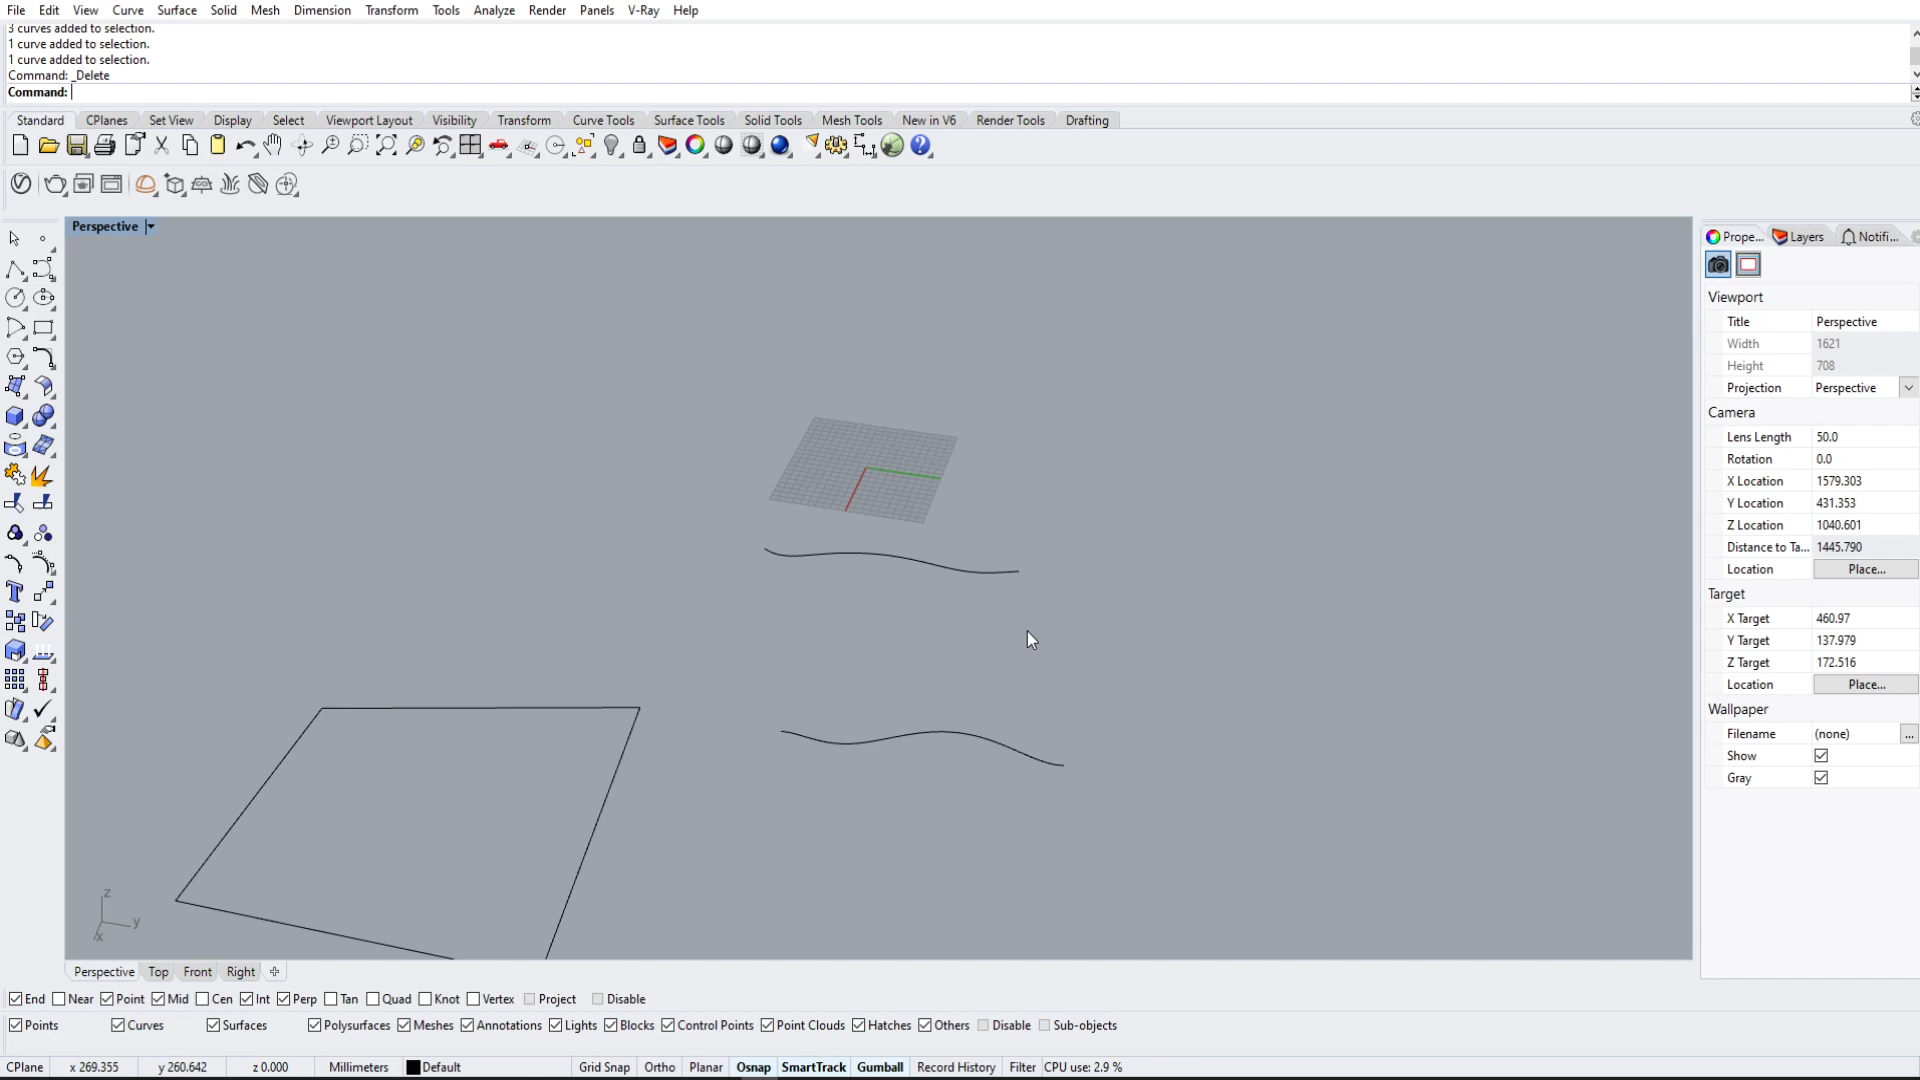 File Edit View Curve Surface Solid Mesh Dimension Transform Tools Analyze Render Panels V-Ray Help
3 curves added to selection.
1 curve added to selection.
1 curve added to selection.
Command: _Delete
Command:
Standard CPlanes Set View Display Select Viewport Layout Visibility Transform Curve Tools Surface Tools Solid Tools Mesh Tools New in V6 Render Tools Drafting
Perspective
Prope... Layers Notifi...
Viewport
Title Perspective
Width 1621
Height 708
Projection Perspective
Camera
Lens Length 50.0
Rotation 0.0
X Location 1579.303
Y Location 431.353
Z Location 1040.601
Distance to Ta... 1445.790
Location Place...
Target
X Target 460.97
Y Target 137.979
Z Target 172.516
Location Place...
Wallpaper
Filename (none) ...
Show
Gray
z
y
x
Perspective Top Front Right
End Near Point Mid Cen Int Perp Tan Quad Knot Vertex Project Disable
Points Curves Surfaces Polysurfaces Meshes Annotations Lights Blocks Control Points Point Clouds Hatches Others Disable Sub-objects
CPlane x 269.355 y 260.642 z 0.000 Millimeters Default Grid Snap Ortho Planar Osnap SmartTrack Gumball Record History Filter CPU use: 2.9 %